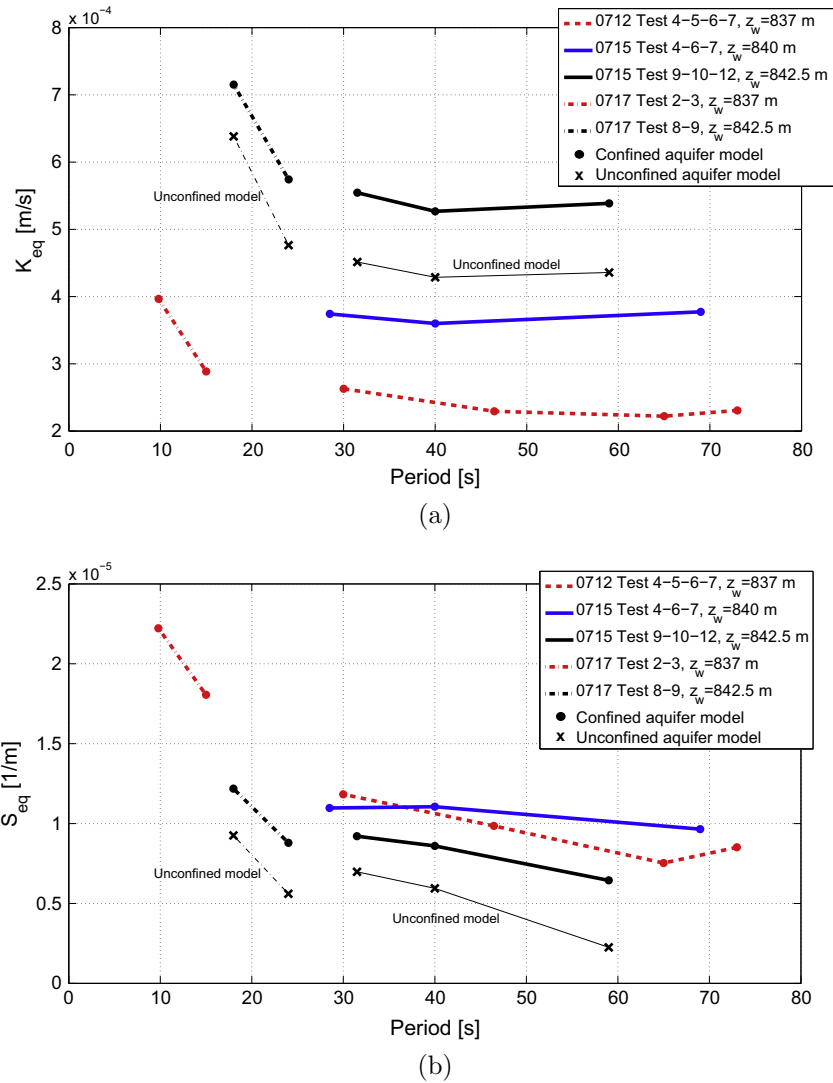 x 10⁻⁴
8
7
6
5
4
3
2
K_eq [m/s]
0 10 20 30 40 50 60 70 80
Period [s]
0712 Test 4−5−6−7, z_w=837 m
0715 Test 4−6−7, z_w=840 m
0715 Test 9−10−12, z_w=842.5 m
0717 Test 2−3, z_w=837 m
0717 Test 8−9, z_w=842.5 m
Confined aquifer model
Unconfined aquifer model
Unconfined model
Unconfined model
(a)
x 10⁻⁵
2.5
2
1.5
1
0.5
0
S_eq [1/m]
0 10 20 30 40 50 60 70 80
Period [s]
0712 Test 4−5−6−7, z_w=837 m
0715 Test 4−6−7, z_w=840 m
0715 Test 9−10−12, z_w=842.5 m
0717 Test 2−3, z_w=837 m
0717 Test 8−9, z_w=842.5 m
Confined aquifer model
Unconfined aquifer model
Unconfined model
Unconfined model
(b)